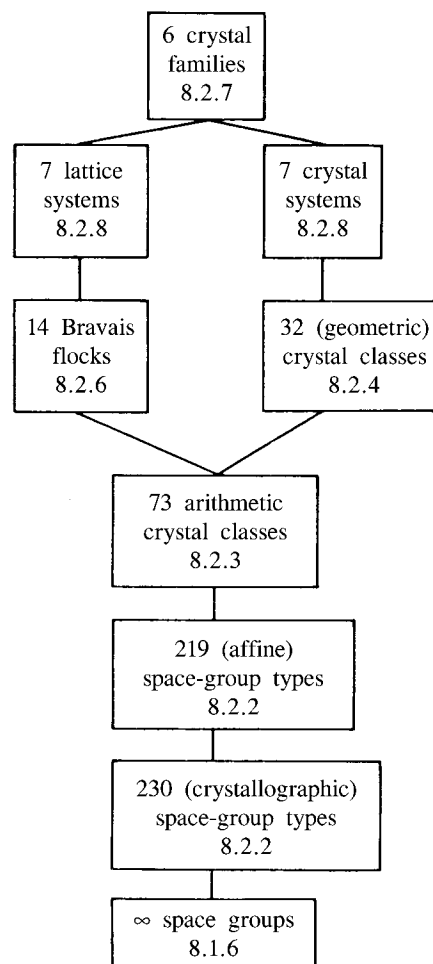 6 crystal
families
8.2.7
7 lattice
systems
8.2.8
7 crystal
systems
8.2.8
14 Bravais
flocks
8.2.6
32 (geometric)
crystal classes
8.2.4
73 arithmetic
crystal classes
8.2.3
219 (affine)
space-group types
8.2.2
230 (crystallographic)
space-group types
8.2.2
∞ space groups
8.1.6